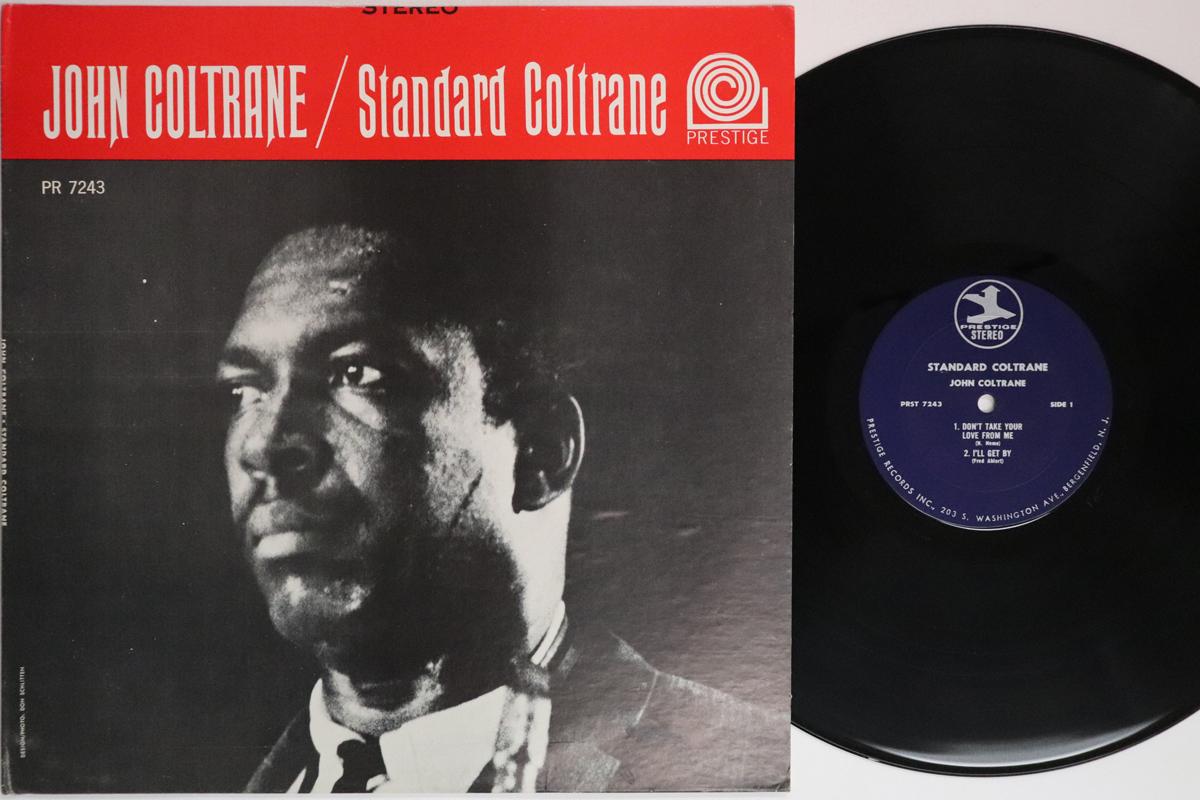 STEREO
JOHN COLTRANE / Standard Coltrane
PRESTIGE
PR 7243
JOHN COLTRANE • STANDARD COLTRANE
DESIGN/PHOTO: DON SCHLITTEN
PRESTIGE
STEREO
STANDARD COLTRANE
JOHN COLTRANE
PRST 7243
SIDE 1
1. DON'T TAKE YOUR
LOVE FROM ME
(H. Nemo)
2. I'LL GET BY
(Fred Ahlert)
PRESTIGE RECORDS INC., 203 S. WASHINGTON AVE., BERGENFIELD, N. J.